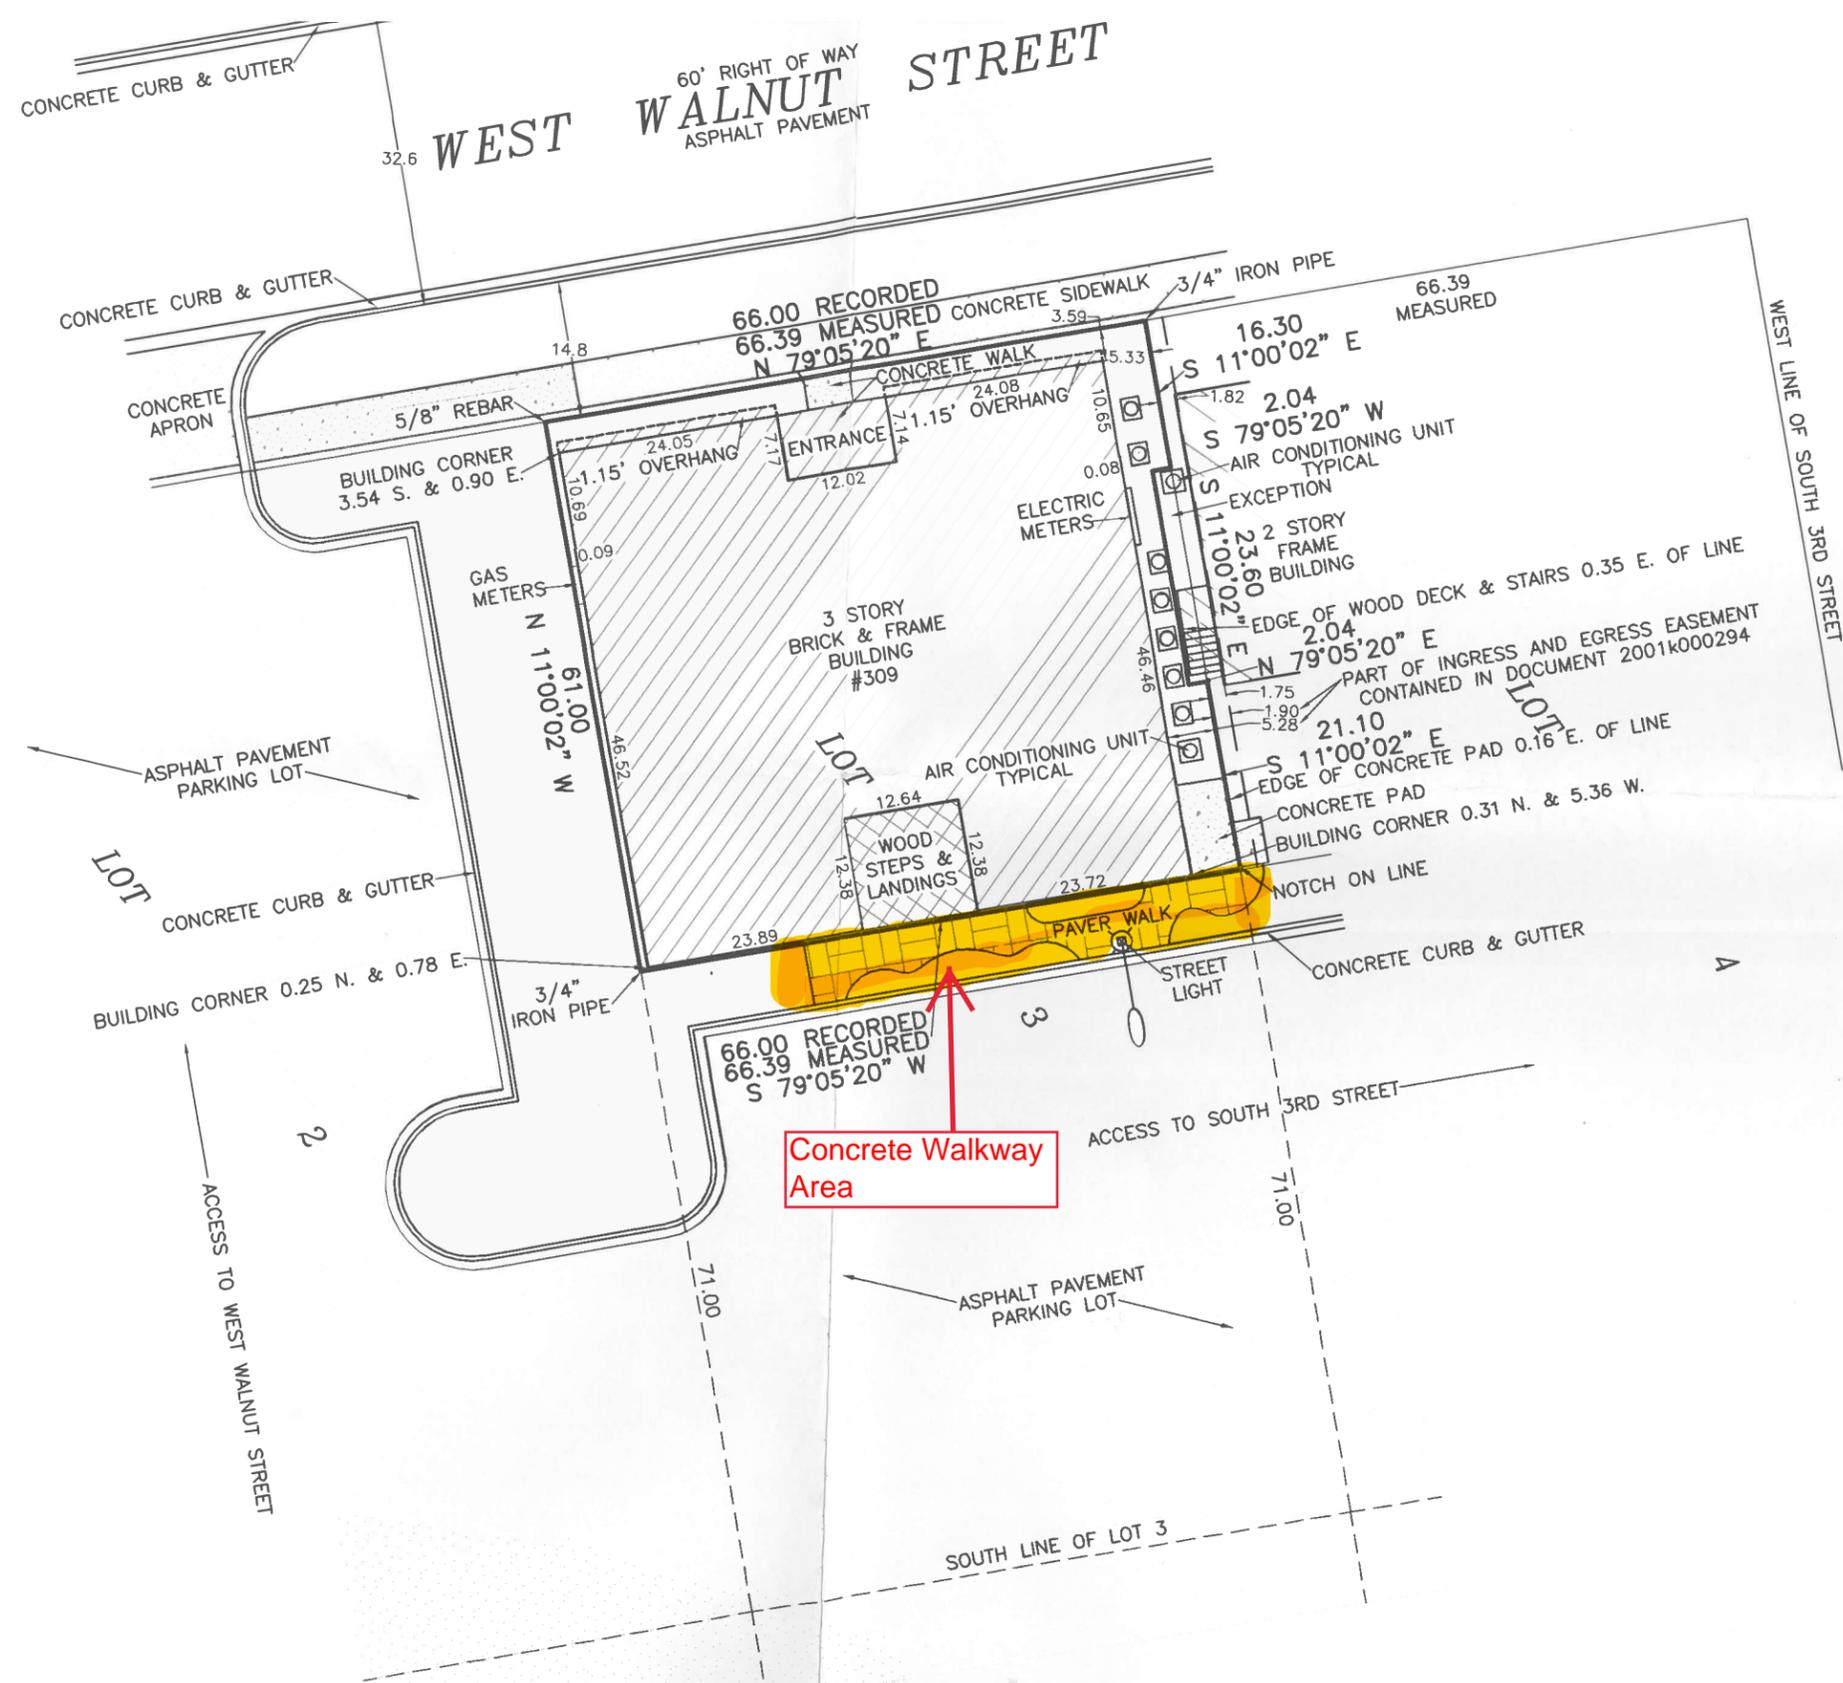 CONCRETE CURB & GUTTER
60' RIGHT OF WAY
WEST WALNUT STREET
ASPHALT PAVEMENT
32.6
CONCRETE CURB & GUTTER
3/4" IRON PIPE
66.00 RECORDED
66.39 MEASURED
N 79°05'20" E
CONCRETE SIDEWALK
3.59
66.39
MEASURED
WEST LINE OF SOUTH 3RD STREET
14.8
CONCRETE
APRON
5/8" REBAR
CONCRETE WALK
5.33
16.30
S 11°00'02" E
1.82
2.04
S 79°05'20" W
24.08
1.15' OVERHANG
10.65
ENTRANCE
7.14
7.17
12.02
24.05
1.15' OVERHANG
10.69
BUILDING CORNER
3.54 S. & 0.90 E.
AIR CONDITIONING UNIT
TYPICAL
0.08
EXCEPTION
ELECTRIC
METERS
S 11°00'02" E
23.60
2 STORY
FRAME
BUILDING
0.09
GAS
METERS
EDGE OF WOOD DECK & STAIRS 0.35 E. OF LINE
3 STORY
BRICK & FRAME
BUILDING
#309
2.04
N 79°05'20" E
PART OF INGRESS AND EGRESS EASEMENT
CONTAINED IN DOCUMENT 2001k000294
46.46
1.75
1.90
5.28
LOT
61.00
N 11°00'02" W
46.52
21.10
S 11°00'02" E
ASPHALT PAVEMENT
PARKING LOT
LOT
AIR CONDITIONING UNIT
TYPICAL
EDGE OF CONCRETE PAD 0.16 E. OF LINE
CONCRETE PAD
BUILDING CORNER 0.31 N. & 5.36 W.
12.64
WOOD
STEPS &
LANDINGS
12.38
12.38
LOT
CONCRETE CURB & GUTTER
23.72
NOTCH ON LINE
23.89
PAVER WALK
CONCRETE CURB & GUTTER
4
BUILDING CORNER 0.25 N. & 0.78 E.
3/4"
IRON PIPE
STREET
LIGHT
3
66.00 RECORDED
66.39 MEASURED
S 79°05'20" W
2
ACCESS TO SOUTH 3RD STREET
Concrete Walkway
Area
71.00
ACCESS TO WEST WALNUT STREET
71.00
ASPHALT PAVEMENT
PARKING LOT
SOUTH LINE OF LOT 3